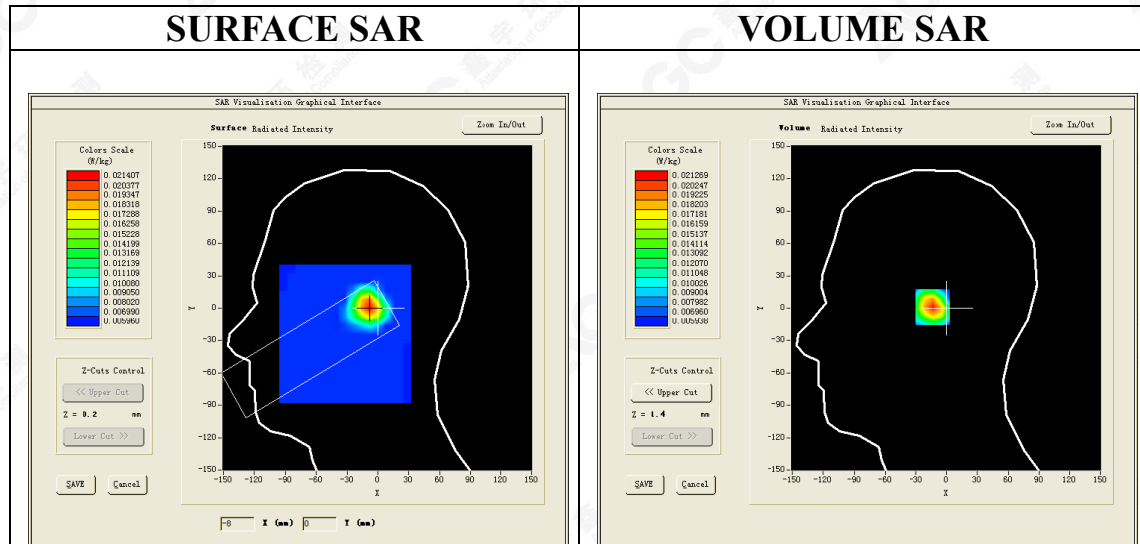 SURFACE SAR
VOLUME SAR
SAR Visualisation Graphical Interface
Surface Radiated Intensity
Zoom In/Out
Colors Scale
(W/kg)
0.021407
0.020377
0.019347
0.018318
0.017288
0.016258
0.015228
0.014199
0.013169
0.012139
0.011109
0.010080
0.009050
0.008020
0.006990
0.005960
150
120
90
60
30
0
-30
-60
-90
-120
-150
Y
-150 -120 -90 -60 -30 0 30 60 90 120 150
X
Z-Cuts Control
<< Upper Cut
Z = 0.2 mm
Lower Cut >>
SAVE Cancel
-8 X (mm) 0 Y (mm)
SAR Visualisation Graphical Interface
Volume Radiated Intensity
Zoom In/Out
Colors Scale
(W/kg)
0.021269
0.020247
0.019225
0.018203
0.017181
0.016159
0.015137
0.014114
0.013092
0.012070
0.011048
0.010026
0.009004
0.007982
0.006960
0.005938
150
120
90
60
30
0
-30
-60
-90
-120
-150
Y
-150 -120 -90 -60 -30 0 30 60 90 120 150
X
Z-Cuts Control
<< Upper Cut
Z = 1.4 mm
Lower Cut >>
SAVE Cancel